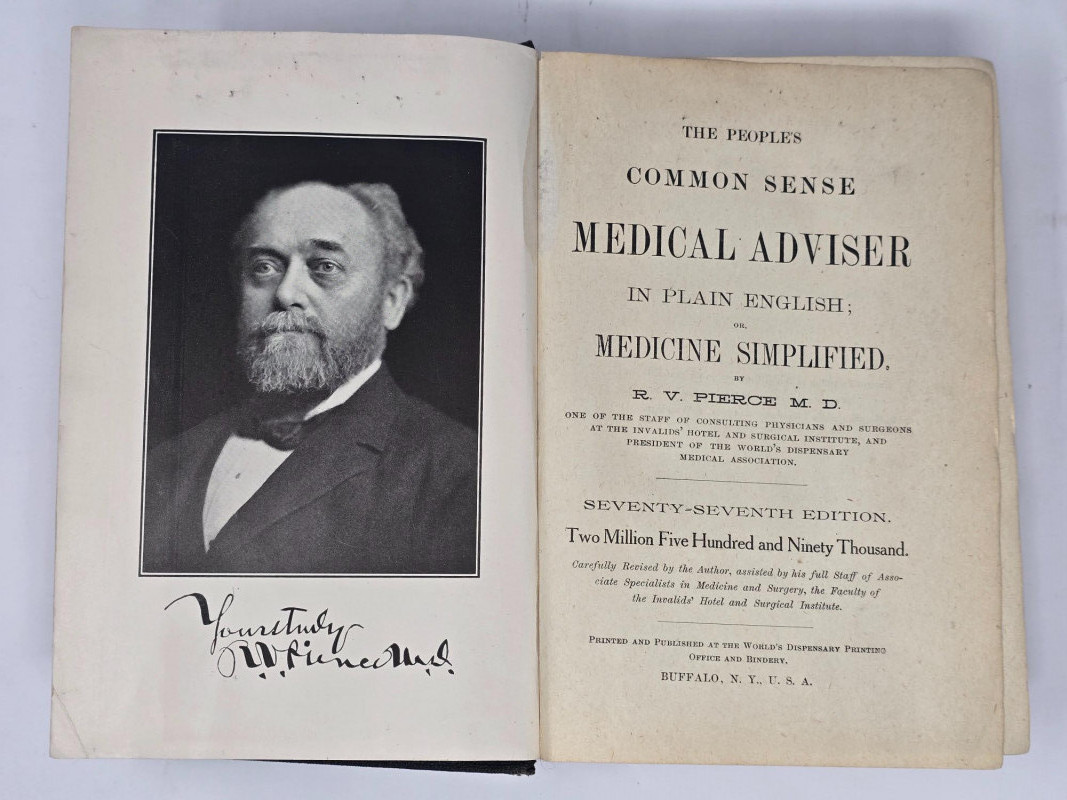 Yours truly
R.V. Pierce M.D.
THE PEOPLE'S
COMMON SENSE
MEDICAL ADVISER
IN PLAIN ENGLISH;
OR,
MEDICINE SIMPLIFIED.
BY
R. V. PIERCE M. D.
ONE OF THE STAFF OF CONSULTING PHYSICIANS AND SURGEONS
AT THE INVALIDS' HOTEL AND SURGICAL INSTITUTE, AND
PRESIDENT OF THE WORLD'S DISPENSARY
MEDICAL ASSOCIATION.
SEVENTY-SEVENTH EDITION.
Two Million Five Hundred and Ninety Thousand.
Carefully Revised by the Author, assisted by his full Staff of Asso-
ciate Specialists in Medicine and Surgery, the Faculty of
the Invalids' Hotel and Surgical Institute.
PRINTED AND PUBLISHED AT THE WORLD'S DISPENSARY PRINTING
OFFICE AND BINDERY,
BUFFALO, N. Y., U. S. A.